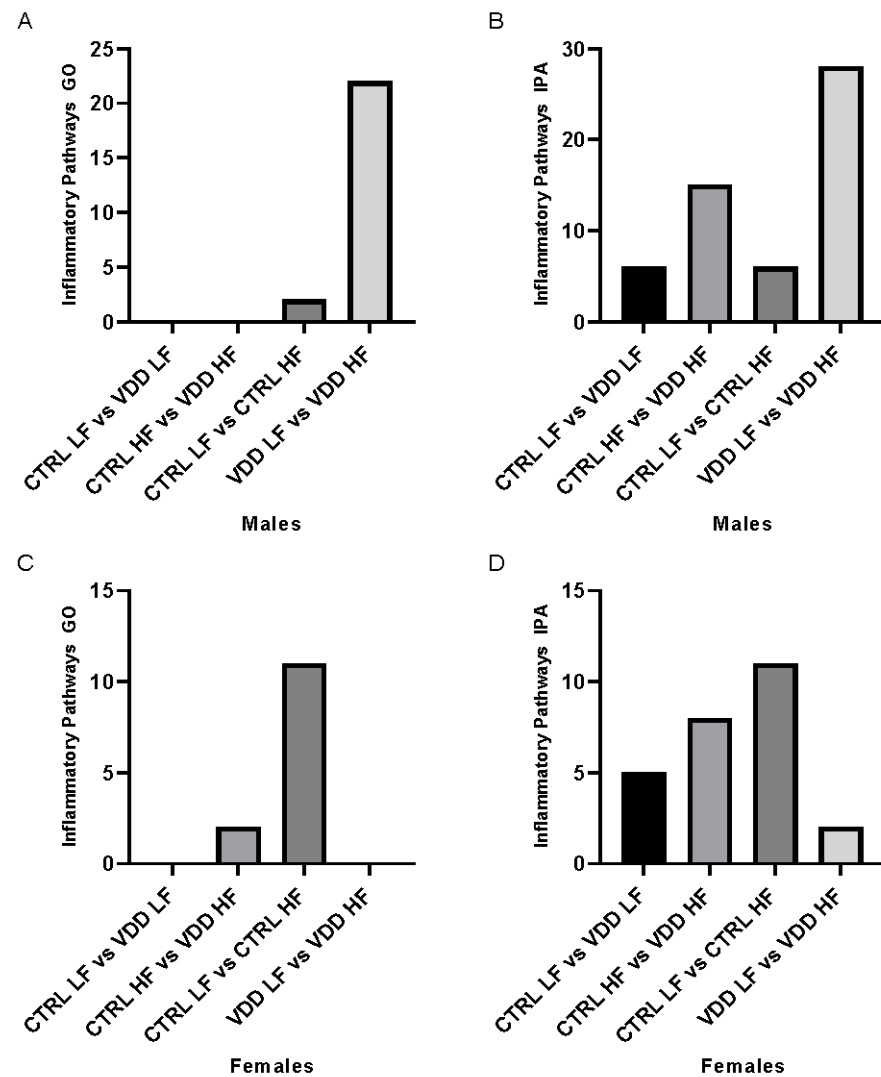 A
Inflammatory Pathways GO
25
20
15
10
5
0
CTRL LF vs VDD LF
CTRL HF vs VDD HF
CTRL LF vs CTRL HF
VDD LF vs VDD HF
Males
B
Inflammatory Pathways IPA
30
20
10
0
CTRL LF vs VDD LF
CTRL HF vs VDD HF
CTRL LF vs CTRL HF
VDD LF vs VDD HF
Males
C
Inflammatory Pathways GO
15
10
5
0
CTRL LF vs VDD LF
CTRL HF vs VDD HF
CTRL LF vs CTRL HF
VDD LF vs VDD HF
Females
D
Inflammatory Pathways IPA
15
10
5
0
CTRL LF vs VDD LF
CTRL HF vs VDD HF
CTRL LF vs CTRL HF
VDD LF vs VDD HF
Females